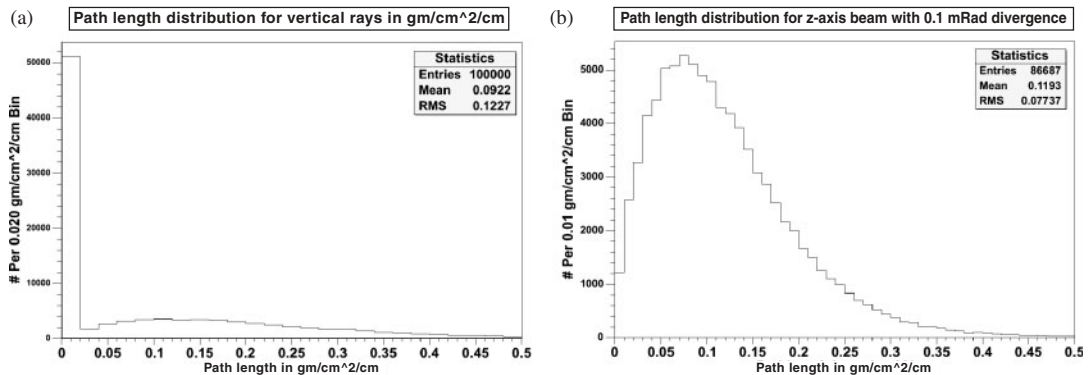 (a)
Path length distribution for vertical rays in gm/cm^2/cm
50000
40000
30000
20000
10000
0
# Per 0.020 gm/cm^2/cm Bin
Statistics
Entries 100000
Mean 0.0922
RMS 0.1227
0 0.05 0.1 0.15 0.2 0.25 0.3 0.35 0.4 0.45 0.5
Path length in gm/cm^2/cm
(b)
Path length distribution for z-axis beam with 0.1 mRad divergence
5000
4000
3000
2000
1000
0
# Per 0.01 gm/cm^2/cm Bin
Statistics
Entries 86687
Mean 0.1193
RMS 0.07737
0 0.05 0.1 0.15 0.2 0.25 0.3 0.35 0.4 0.45 0.5
Path length in gm/cm^2/cm